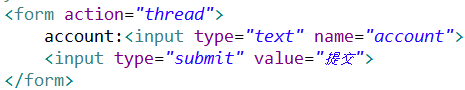 <form action="thread">
account:<input type="text" name="account">
<input type="submit" value="提交">
</form>